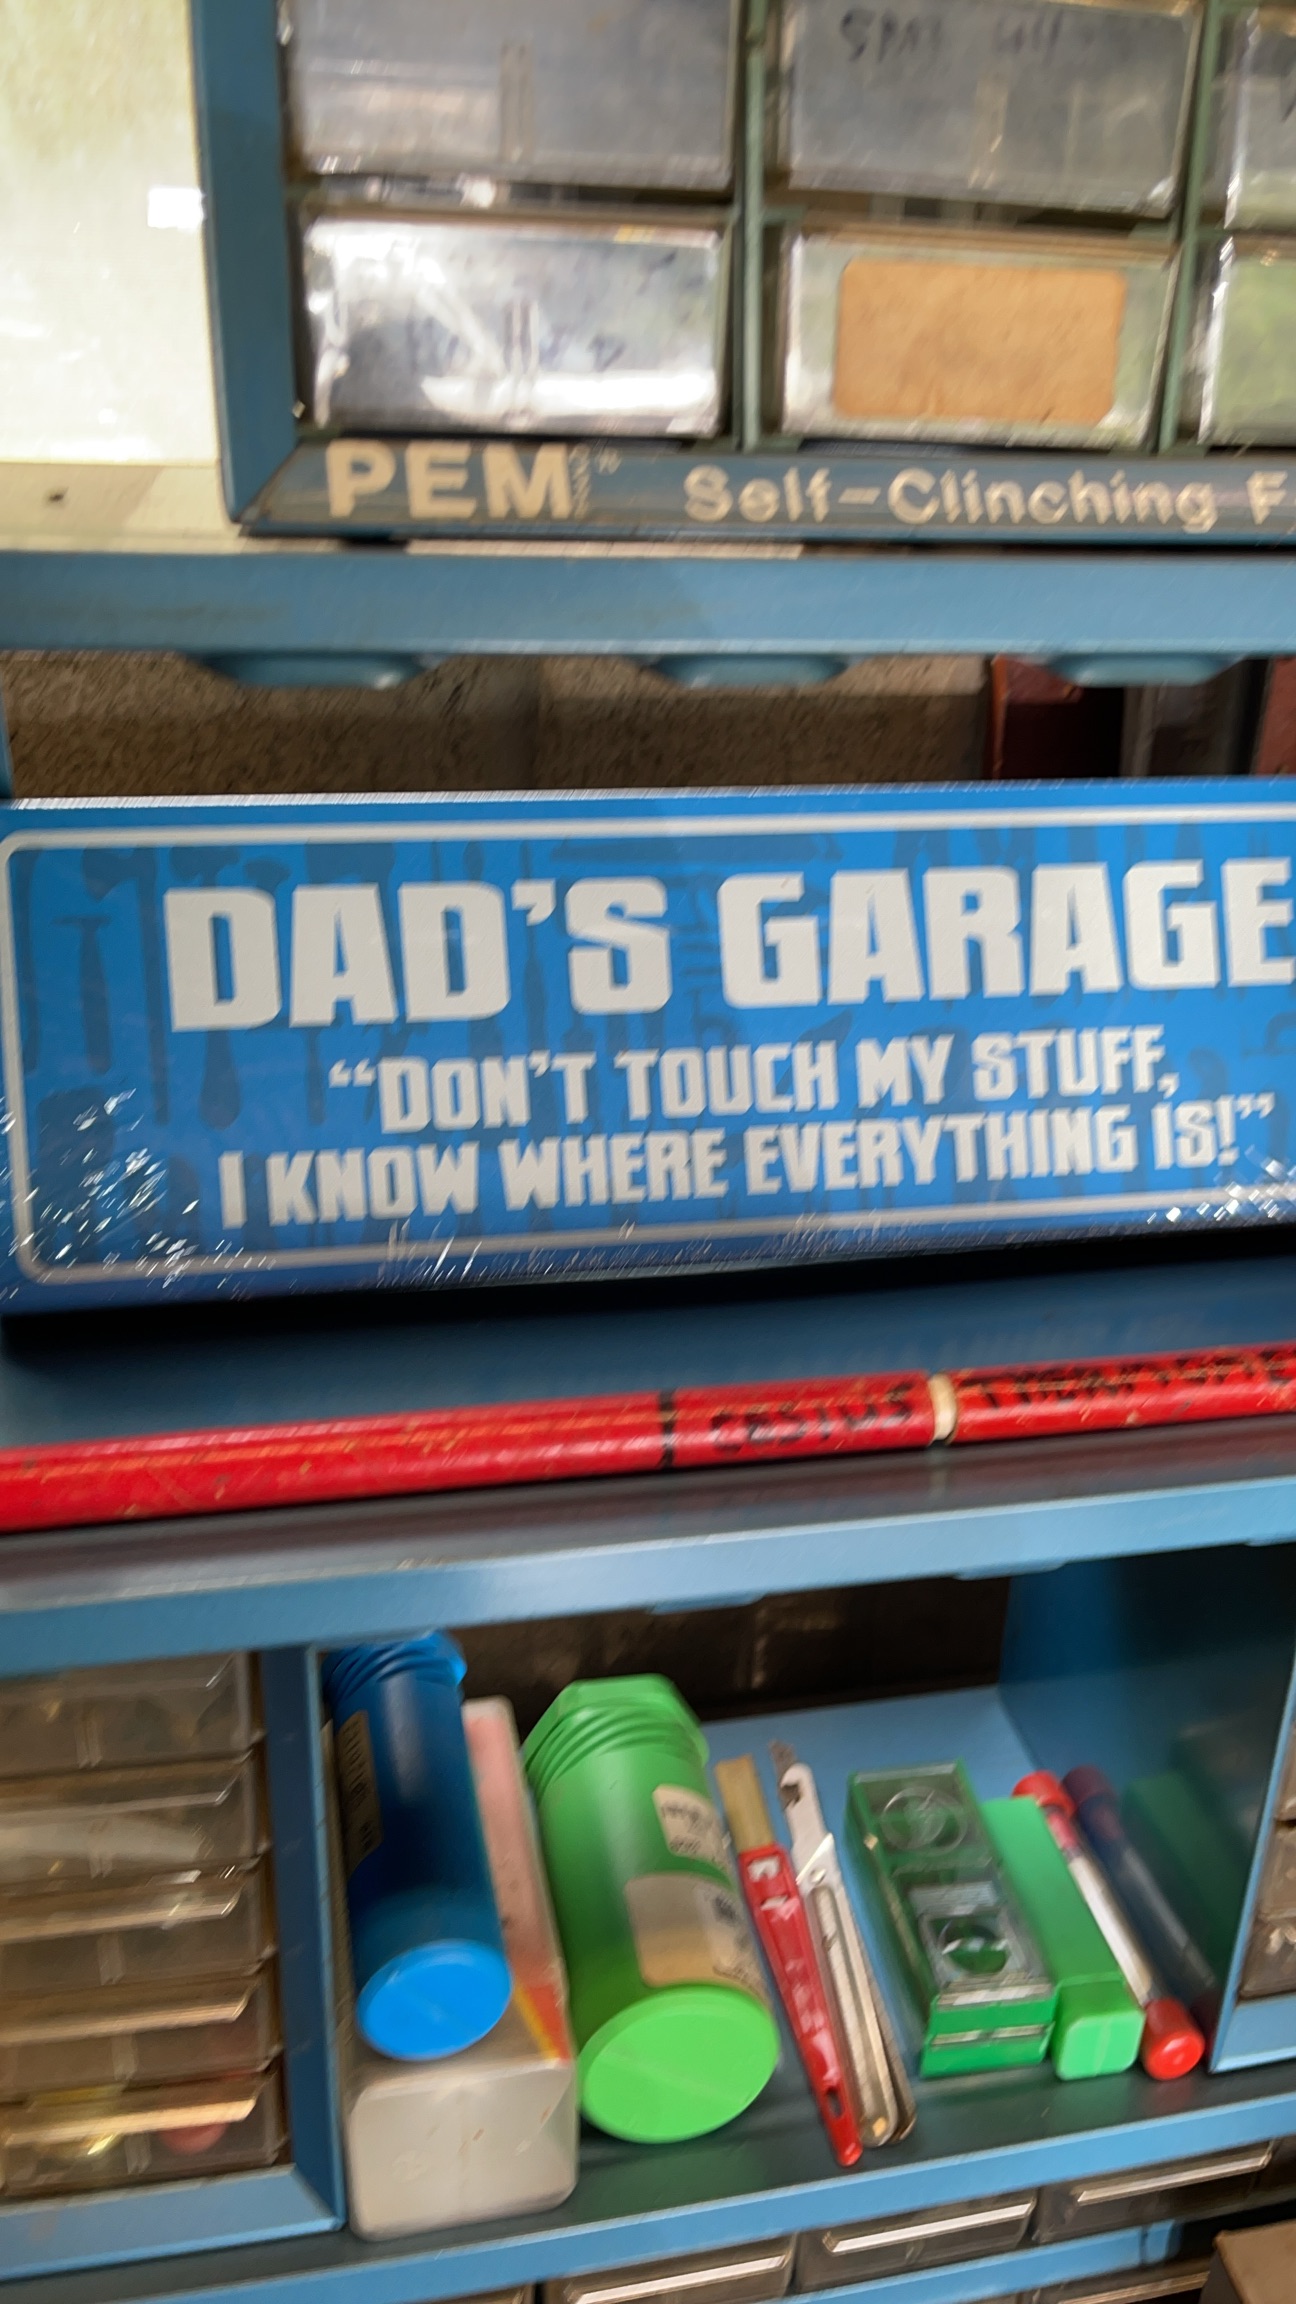 PEM® Self-Clinching F
DAD'S GARAGE
“DON'T TOUCH MY STUFF,
I KNOW WHERE EVERYTHING IS!”